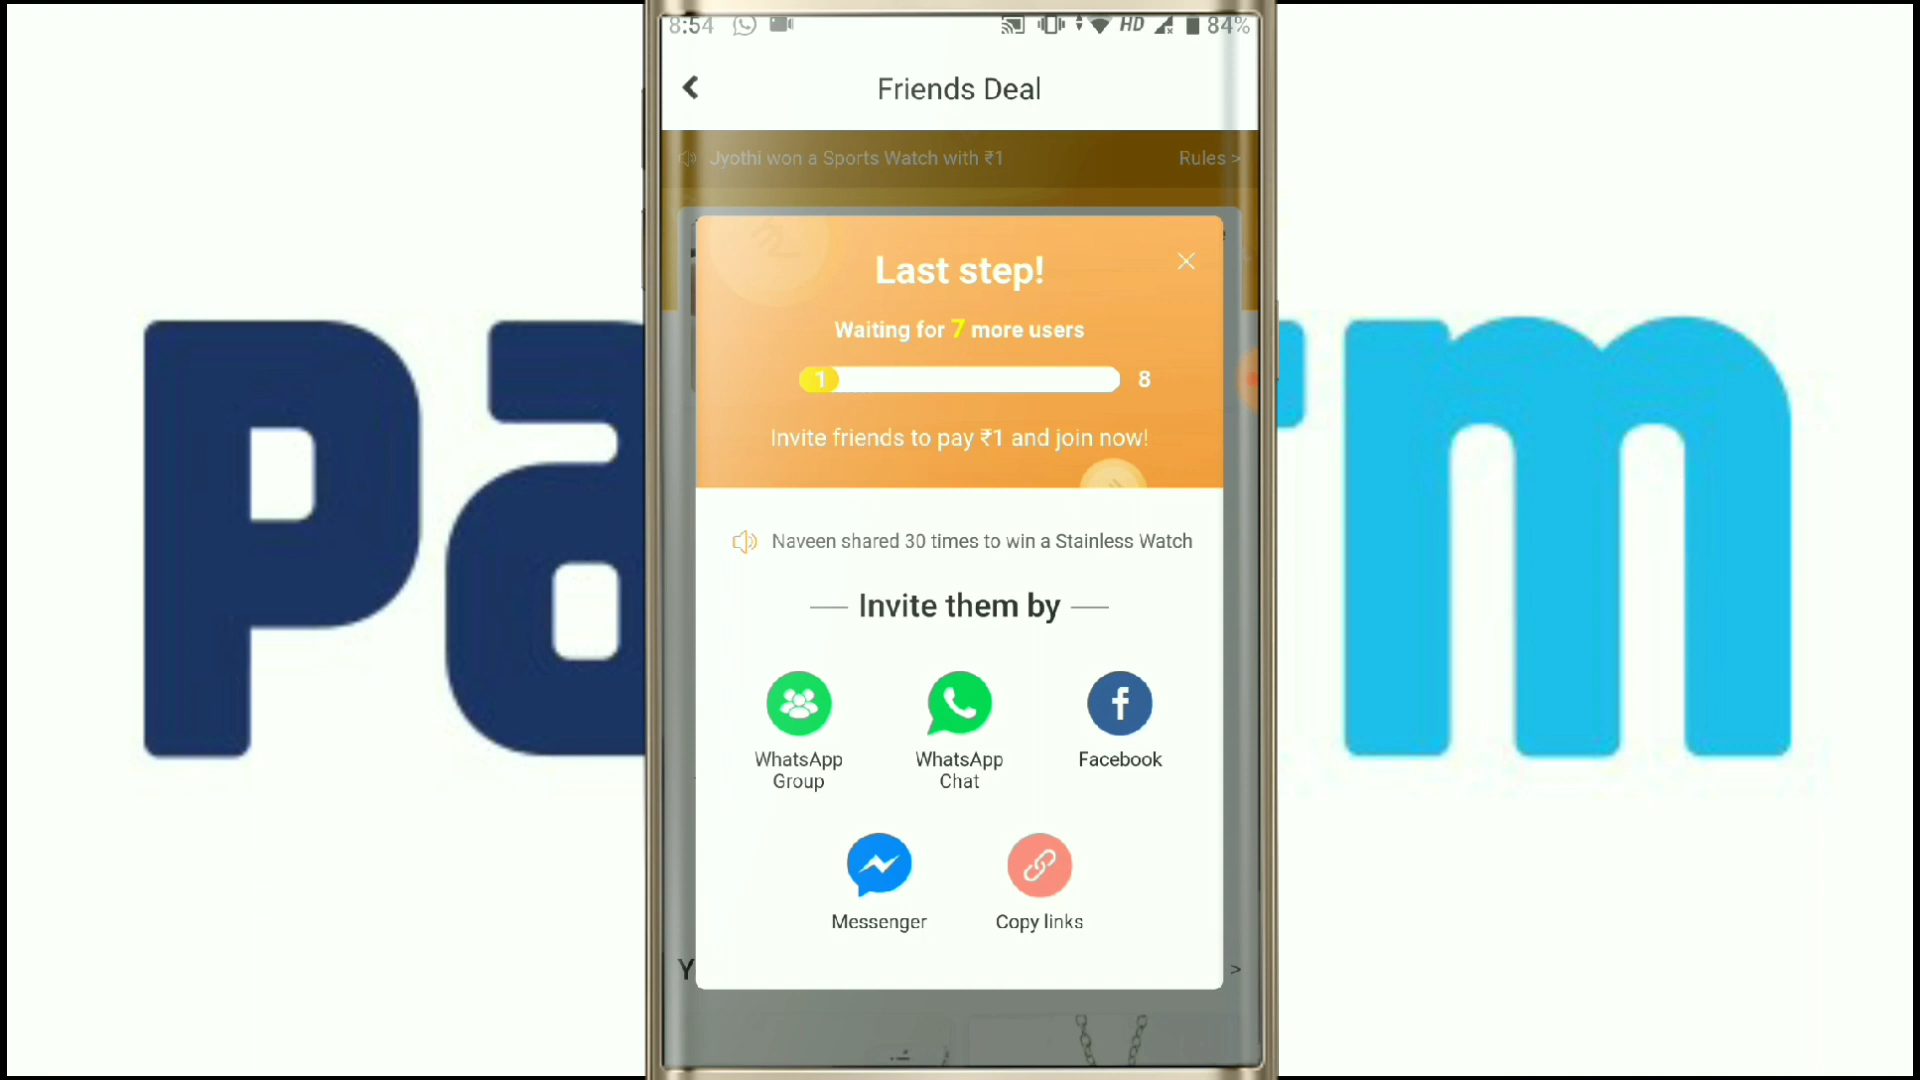 8:54 HD 84%
Friends Deal
Jyothi won a Sports Watch with ₹1 Rules >
Last step!
Waiting for 7 more users
1 8
Invite friends to pay ₹1 and join now!
Naveen shared 30 times to win a Stainless Watch
Invite them by
WhatsApp Group
WhatsApp Chat
Facebook
Messenger
Copy links
Y >